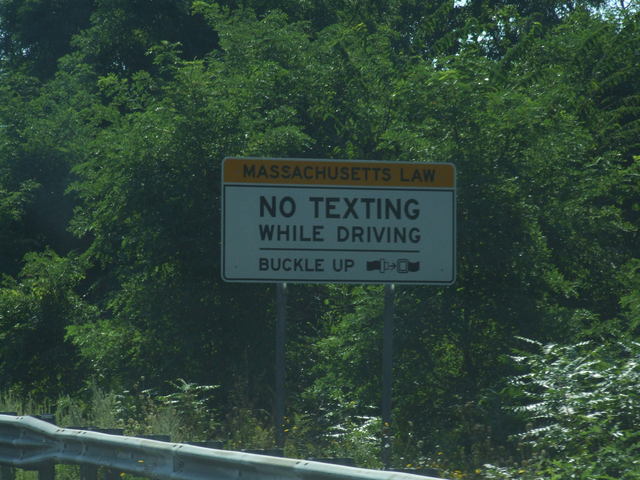 MASSACHUSETTS LAW
NO TEXTING
WHILE DRIVING
BUCKLE UP